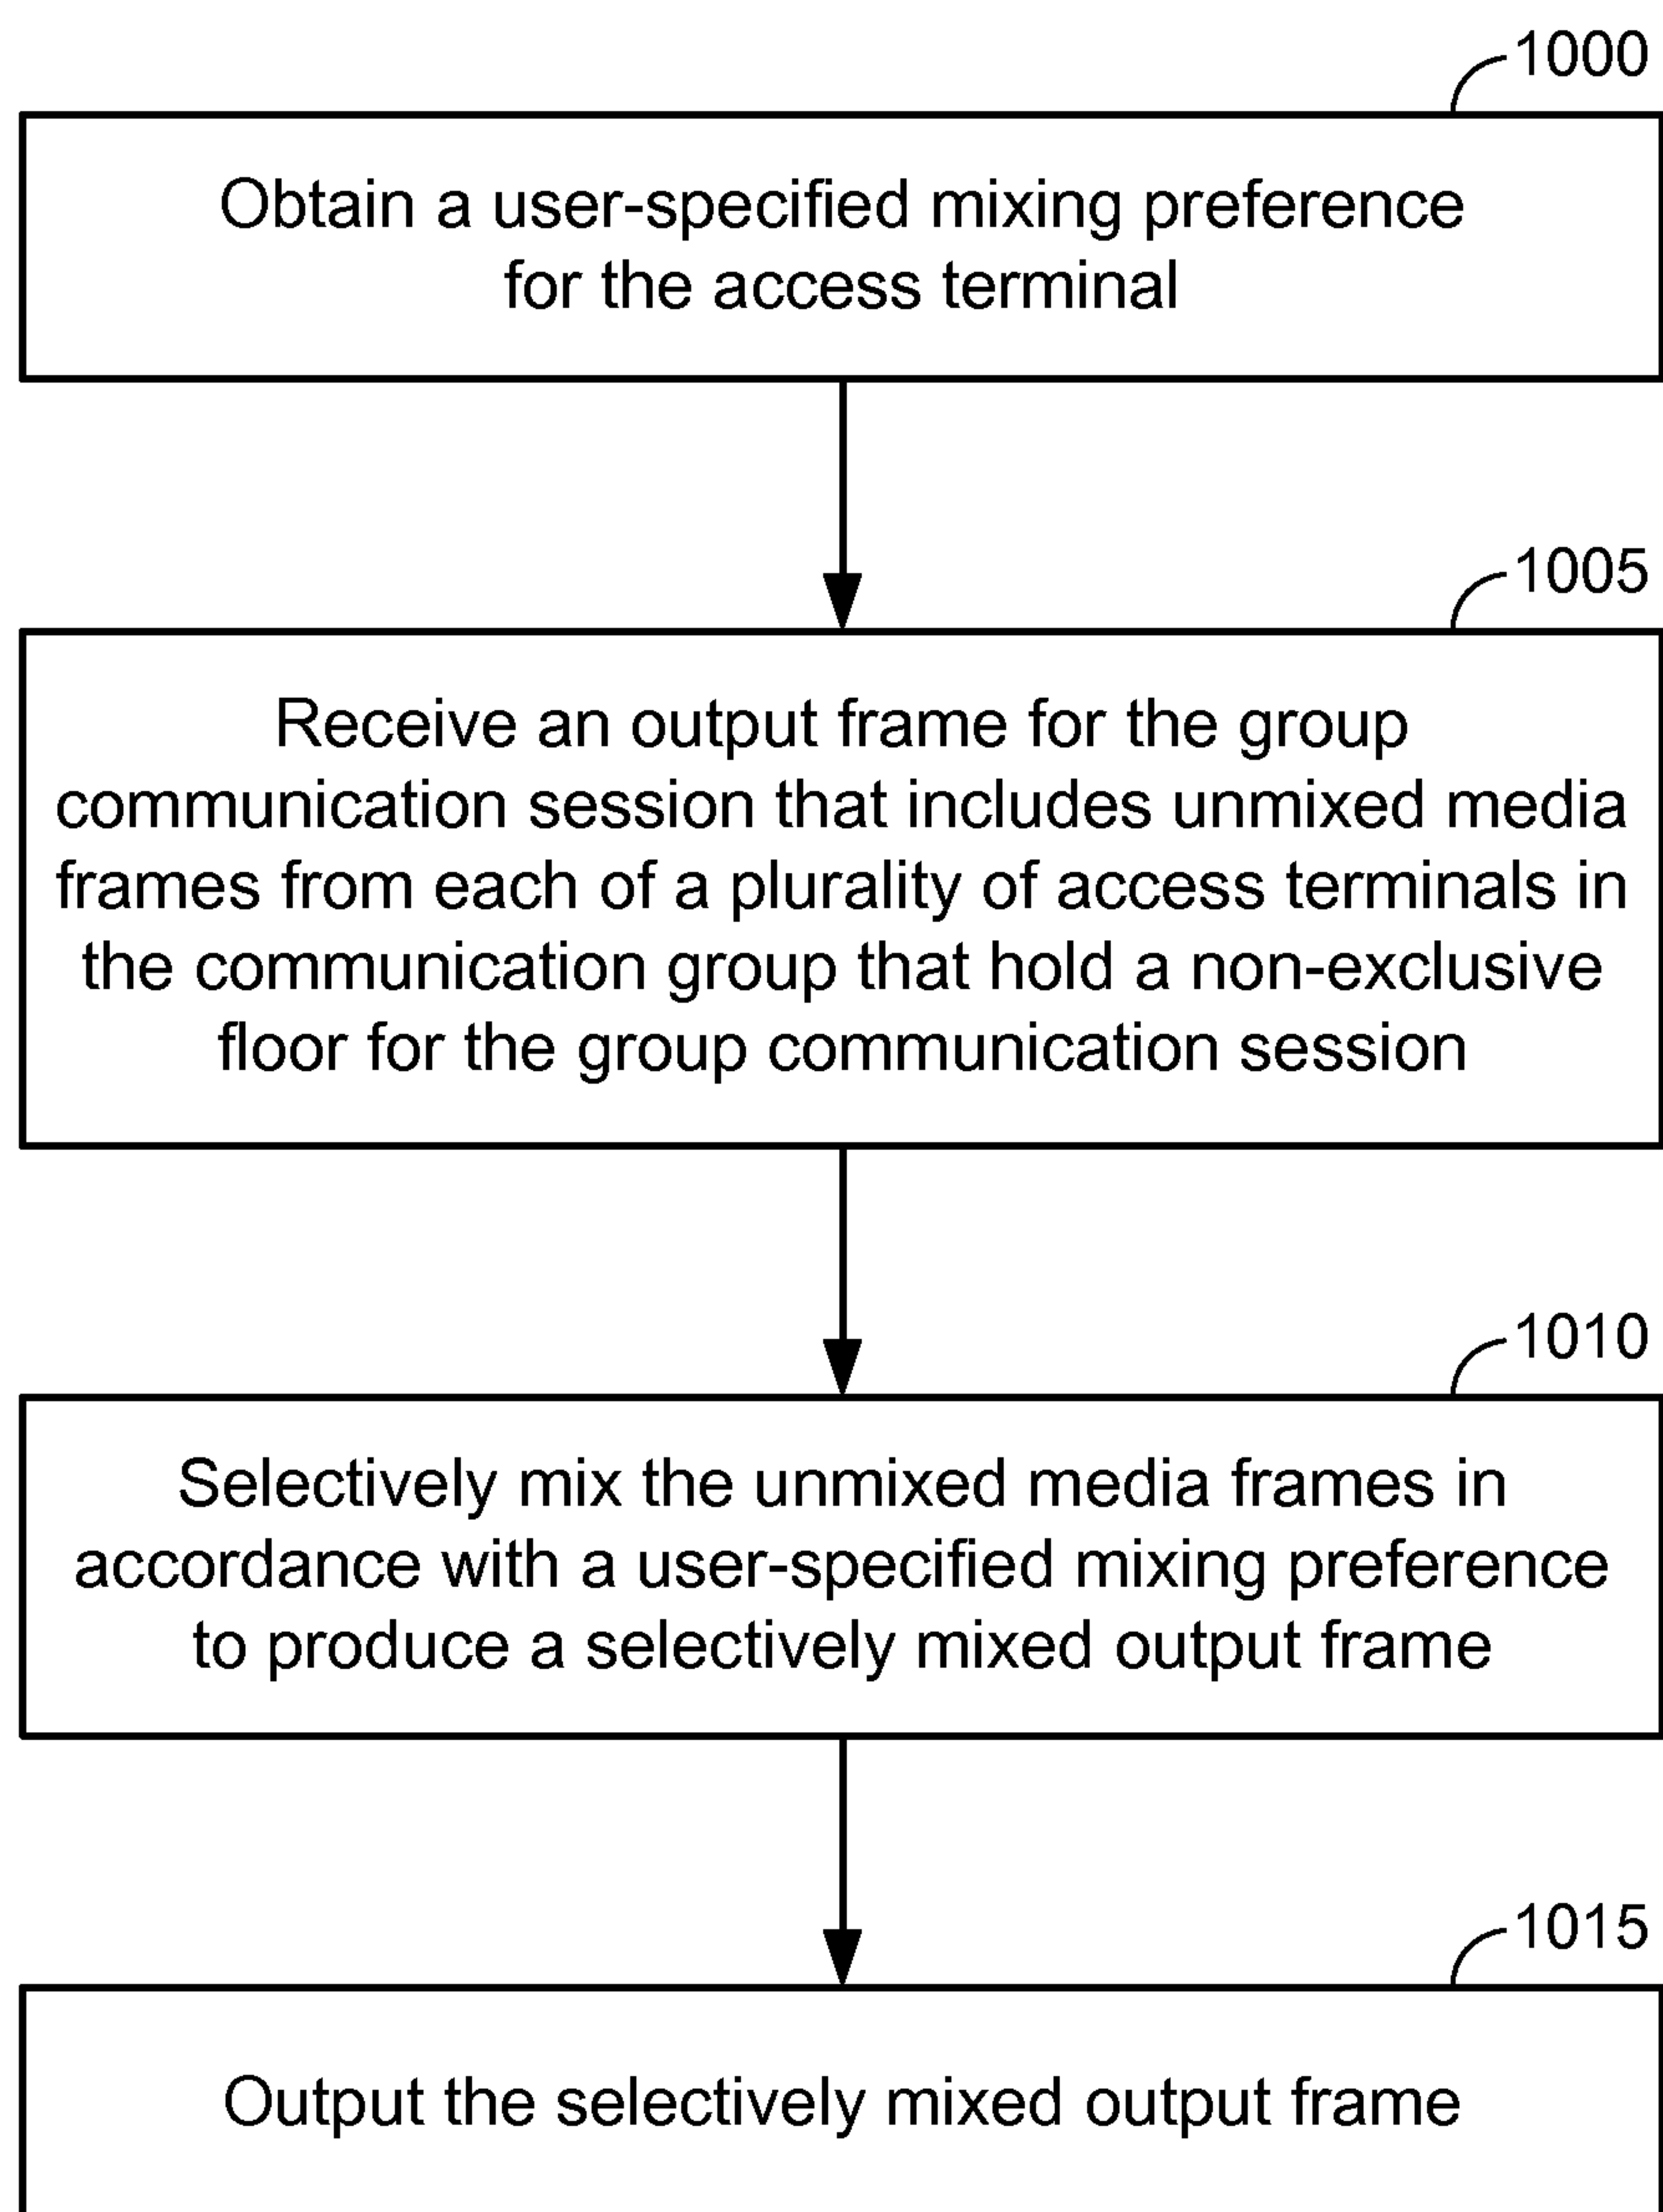 1000
Obtain a user-specified mixing preference
for the access terminal
1005
Receive an output frame for the group
communication session that includes unmixed media
frames from each of a plurality of access terminals in
the communication group that hold a non-exclusive
floor for the group communication session
1010
Selectively mix the unmixed media frames in
accordance with a user-specified mixing preference
to produce a selectively mixed output frame
1015
Output the selectively mixed output frame